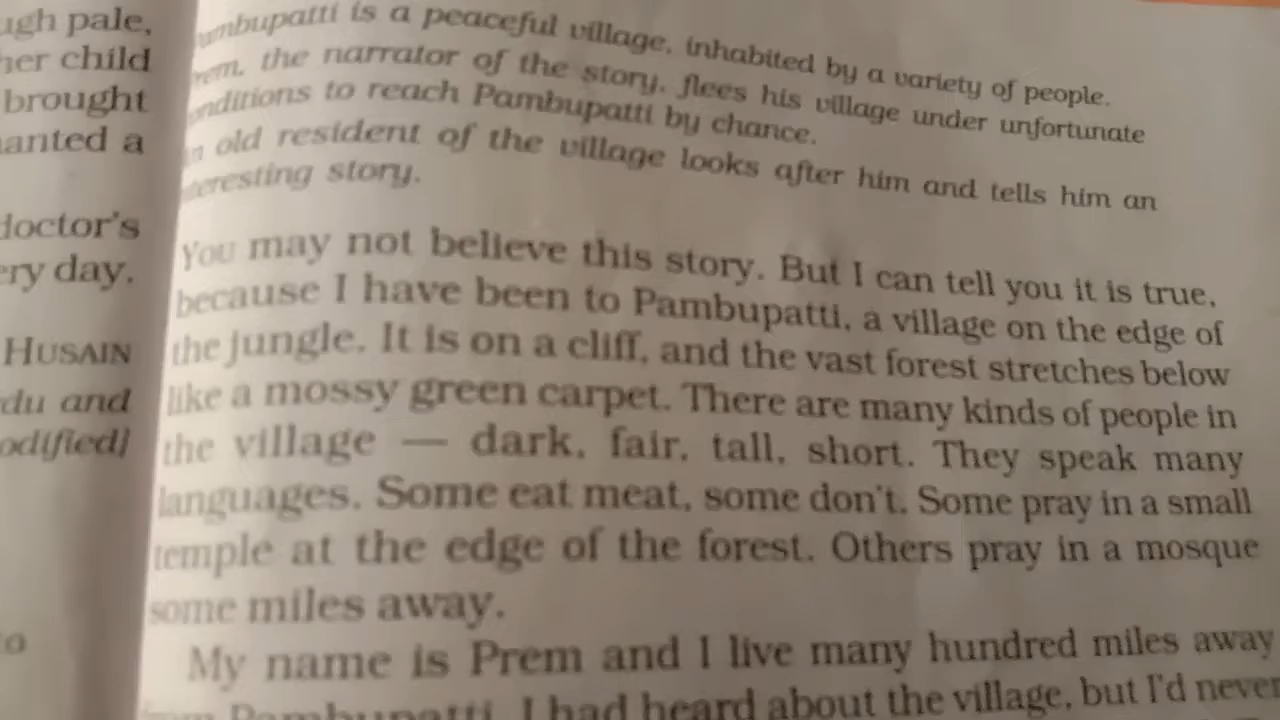 ugh pale,
her child
brought
anted a
doctor's
ery day.
HUSAIN
du and
odified]
ambupatti is a peaceful village, inhabited by a variety of people.
rem, the narrator of the story, flees his village under unfortunate
onditions to reach Pambupatti by chance.
n old resident of the village looks after him and tells him an
teresting story.
You may not believe this story. But I can tell you it is true,
because I have been to Pambupatti, a village on the edge of
the jungle. It is on a cliff, and the vast forest stretches below
like a mossy green carpet. There are many kinds of people in
the village — dark, fair, tall, short. They speak many
languages. Some eat meat, some don't. Some pray in a small
temple at the edge of the forest. Others pray in a mosque
some miles away.
My name is Prem and I live many hundred miles away
from Pambupatti. I had heard about the village, but I'd never